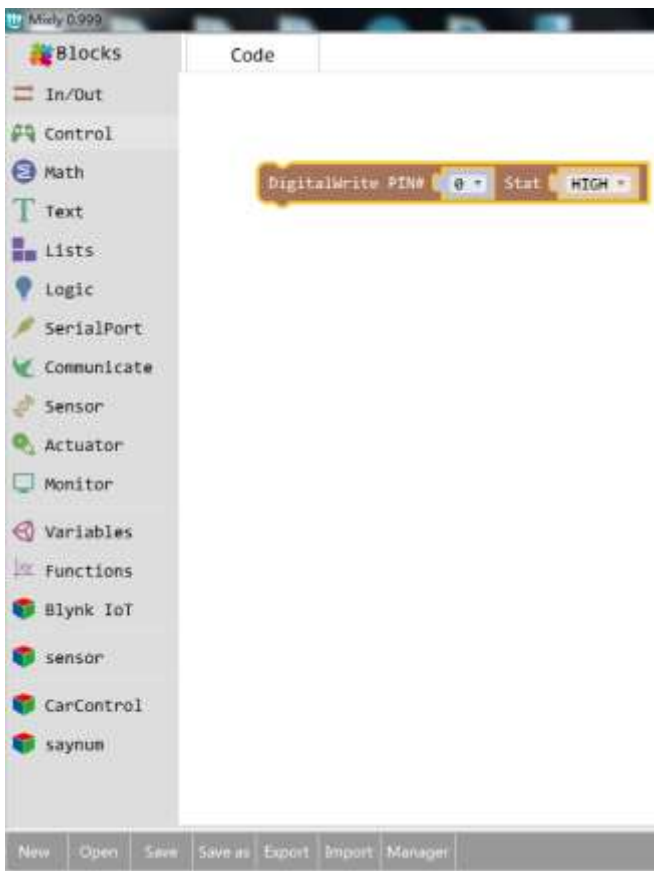 Mixly 0.999
Blocks
Code
In/Out
Control
Math
DigitalWrite PIN# 0 Stat HIGH
Text
Lists
Logic
SerialPort
Communicate
Sensor
Actuator
Monitor
Variables
Functions
Blynk IoT
sensor
CarControl
saynum
New Open Save Save as Export Import Manager